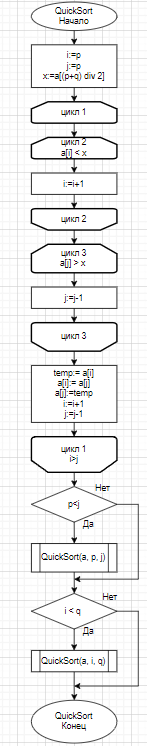 QuickSort
Начало
i:=p
j:=p
x:=a[(p+q) div 2]
цикл 1
цикл 2
a[i] < x
i:=i+1
цикл 2
цикл 3
a[j] > x
j:=j-1
цикл 3
temp:= a[i]
a[i]:= a[j]
a[j]:=temp
i:=i+1
j:=j-1
цикл 1
i>j
Нет
p<j
Да
QuickSort(a, p, j)
Нет
i < q
Да
QuickSort(a, i, q)
QuickSort
Конец